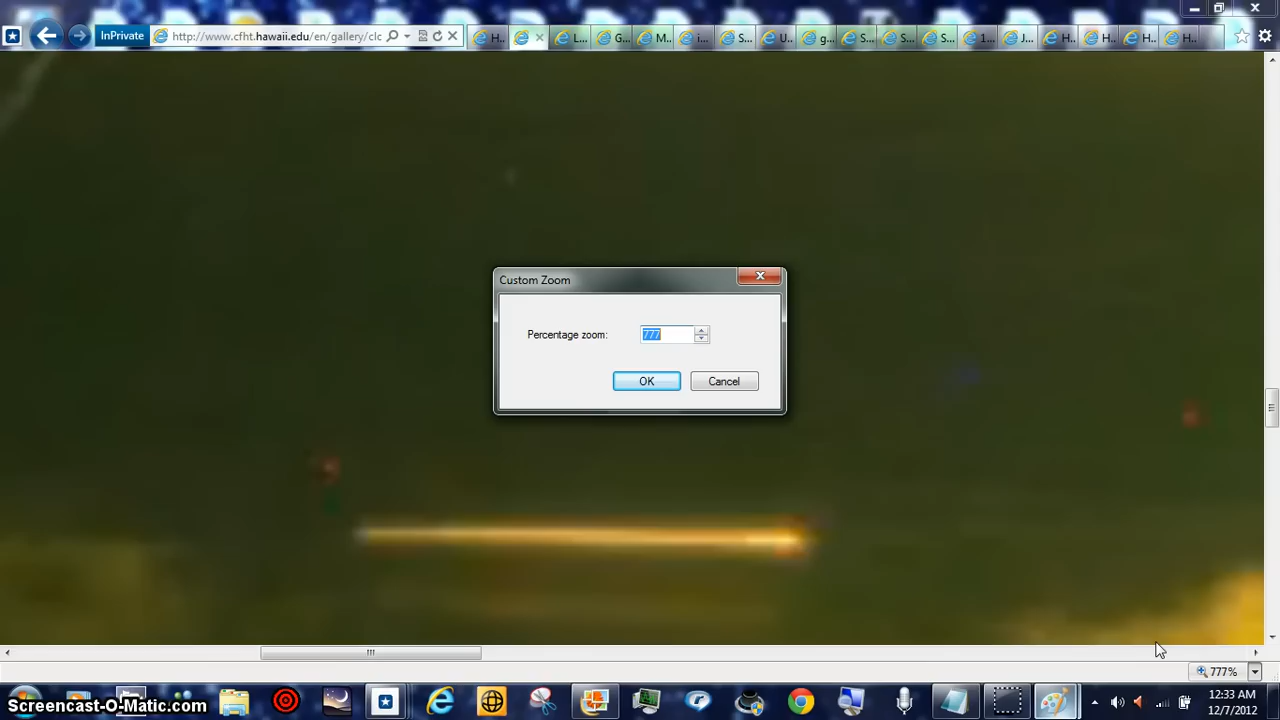 InPrivate
http://www.cfht.hawaii.edu/en/gallery/clc
H...
L...
G...
M...
i...
S...
U...
g...
S...
S...
S...
1...
J...
H...
H...
H...
H...
Custom Zoom
Percentage zoom: 777
OK Cancel
777%
12:33 AM
12/7/2012
Screencast-O-Matic.com